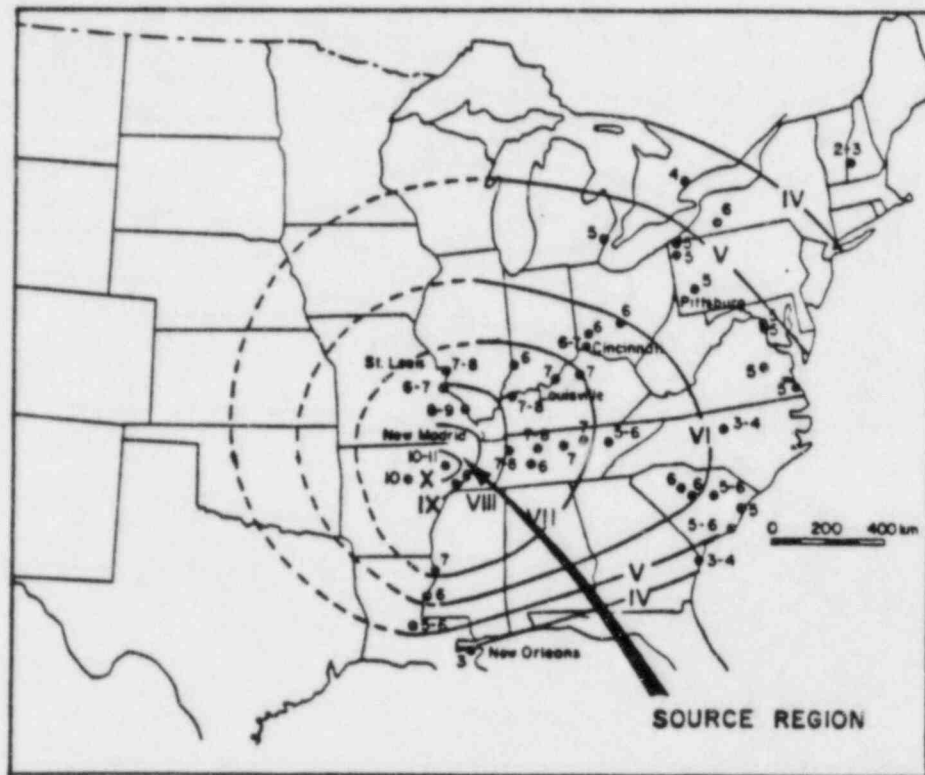 2-3
4
IV
6
5
5
5
V
5
Pittsburg
6
6
6-7
Cincinnati
5
5
St. Louis
7-8
6
7
7
5
6-7
Louisville
5
8-9
7-8
New Madrid
7
VI
3-4
7-8
5-6
10-11
7
10
X
7-8
6
IX
VIII
6
6
5-6
VII
5
0 200 400 km
5-6
7
V
3-4
6
IV
5-6
3
New Orleans
SOURCE REGION